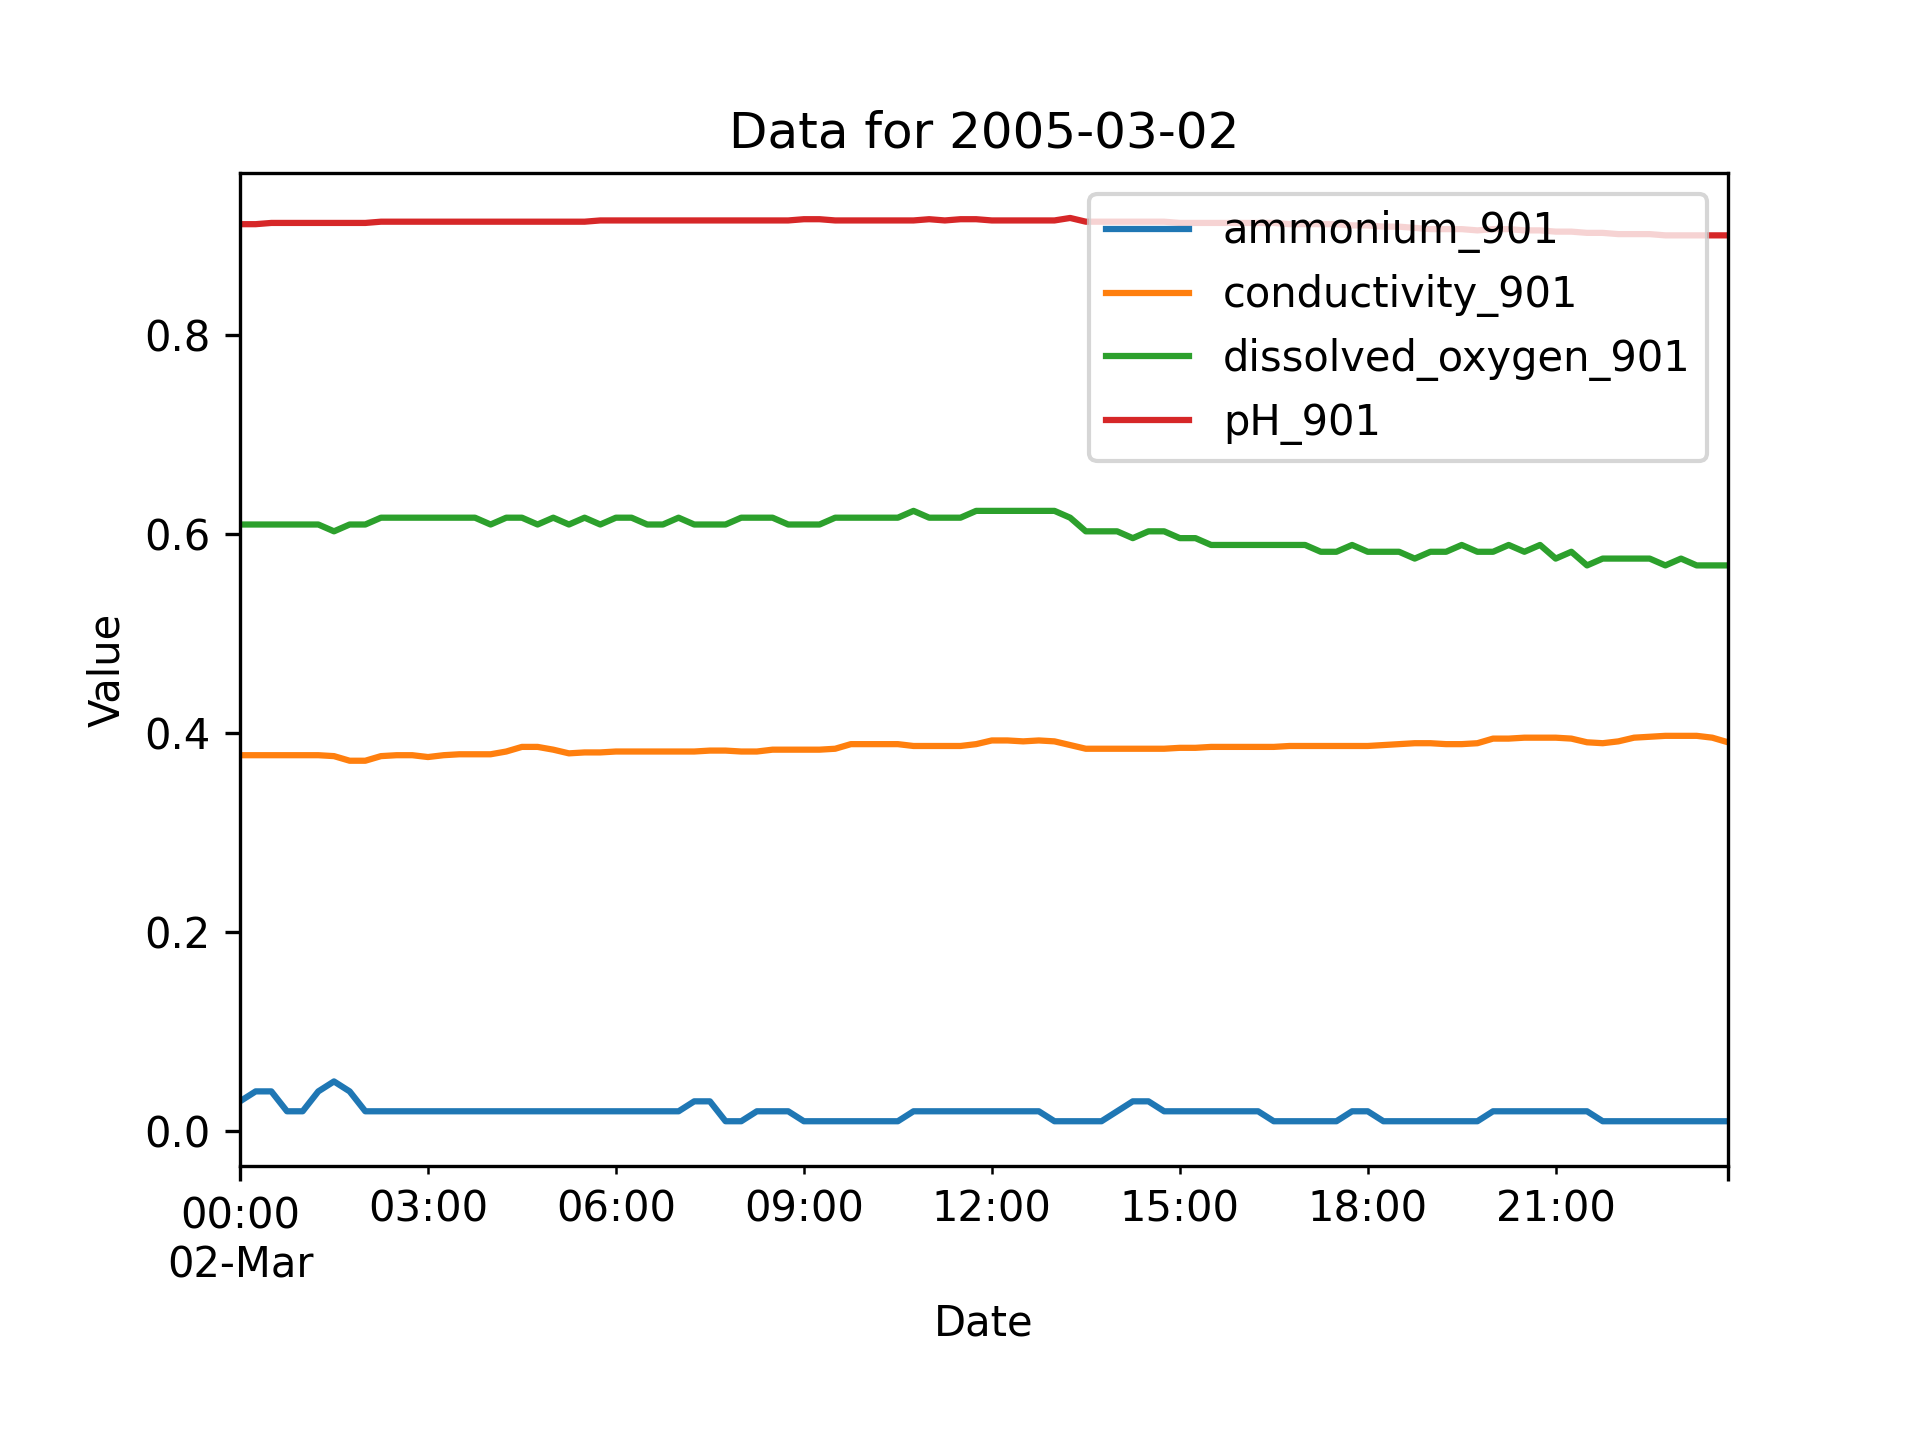 Data for 2005-03-02
ammonium_901
conductivity_901
dissolved_oxygen_901
pH_901
Value
0.8
0.6
0.4
0.2
0.0
00:00 03:00 06:00 09:00 12:00 15:00 18:00 21:00
02-Mar
Date